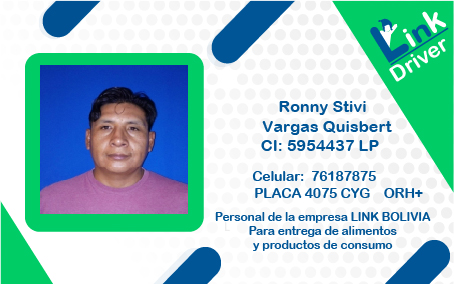 Link
Driver
Ronny Stivi
Vargas Quisbert
CI: 5954437 LP
Celular: 76187875
PLACA 4075 CYG ORH+
Personal de la empresa LINK BOLIVIA
Para entrega de alimentos
y productos de consumo